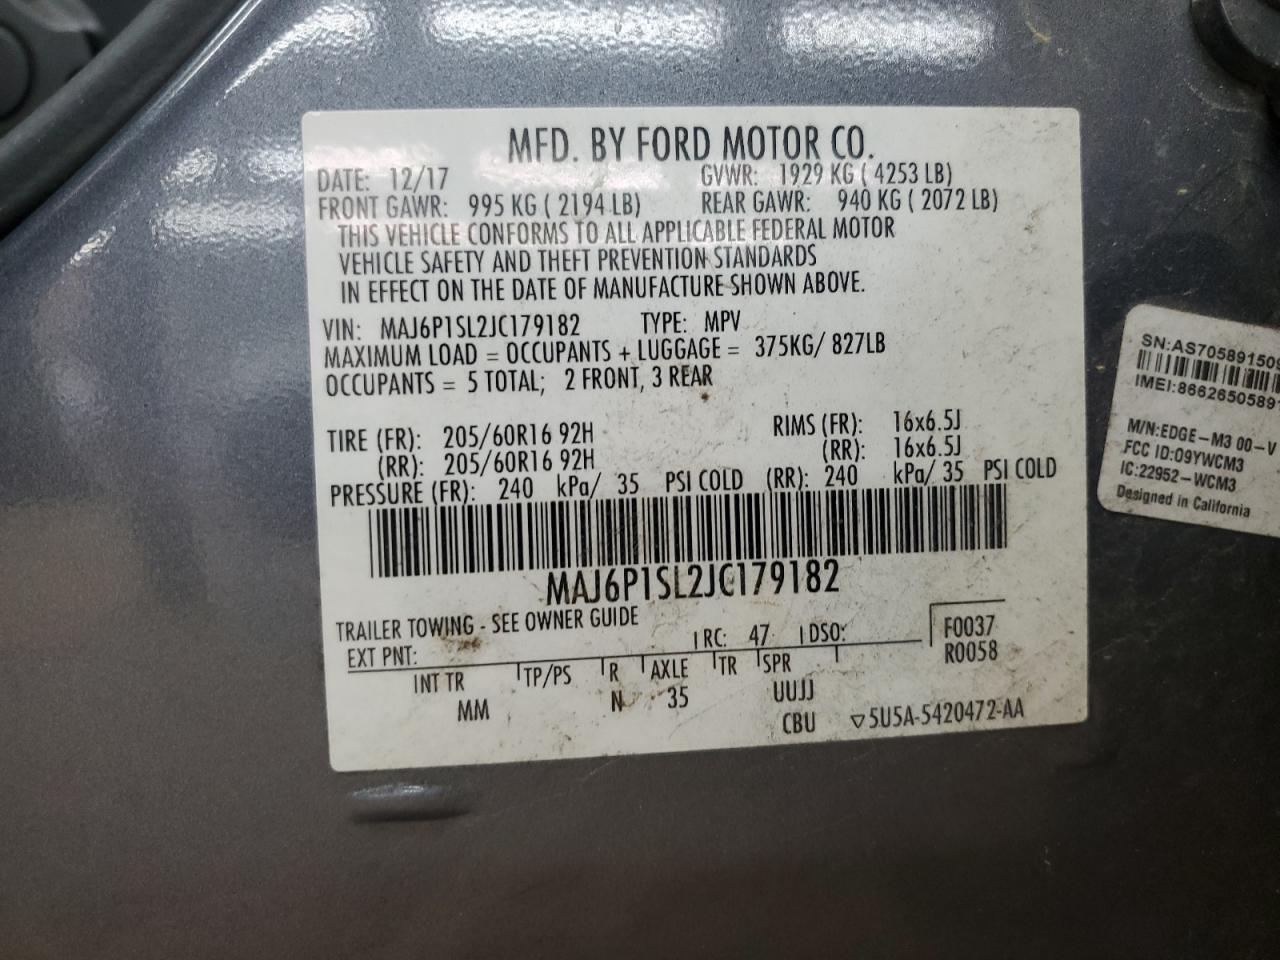 MFD. BY FORD MOTOR CO.
DATE: 12/17 GVWR: 1929 KG ( 4253 LB)
FRONT GAWR: 995 KG ( 2194 LB) REAR GAWR: 940 KG ( 2072 LB)
THIS VEHICLE CONFORMS TO ALL APPLICABLE FEDERAL MOTOR
VEHICLE SAFETY AND THEFT PREVENTION STANDARDS
IN EFFECT ON THE DATE OF MANUFACTURE SHOWN ABOVE.
VIN: MAJ6P1SL2JC179182 TYPE: MPV
MAXIMUM LOAD = OCCUPANTS + LUGGAGE = 375KG/ 827LB
OCCUPANTS = 5 TOTAL; 2 FRONT, 3 REAR
TIRE (FR): 205/60R16 92H RIMS (FR): 16x6.5J
(RR): 205/60R16 92H (RR): 16x6.5J
PRESSURE (FR): 240 kPa/ 35 PSI COLD (RR): 240 kPa/ 35 PSI COLD
MAJ6P1SL2JC179182
TRAILER TOWING - SEE OWNER GUIDE
EXT PNT: RC: 47 DSO: F0037
R0058
INT TR TP/PS R AXLE TR SPR
MM N 35 UUJJ
CBU ▽5U5A-5420472-AA
SN:AS705891509
IMEI:86626505891
M/N:EDGE-M3 00-V
FCC ID:O9YWCM3
IC:22952-WCM3
Designed in California